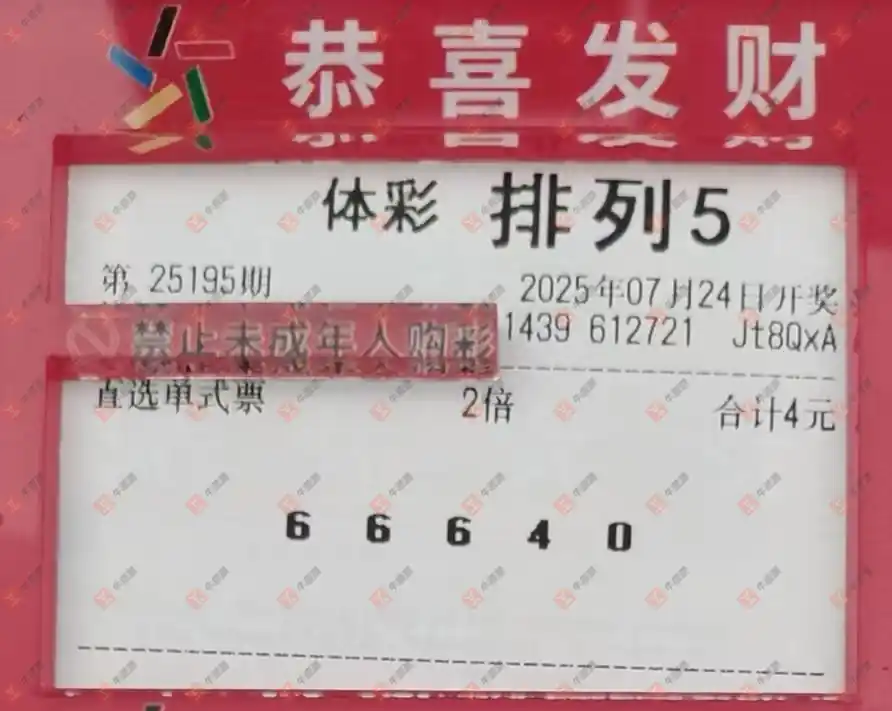 恭喜发财
体彩 排列5
第 25195期 2025年07月24日开奖
1439 612721 Jt8QxA
禁止未成年人购彩
直选单式票 2倍 合计4元
6 6 6 4 0